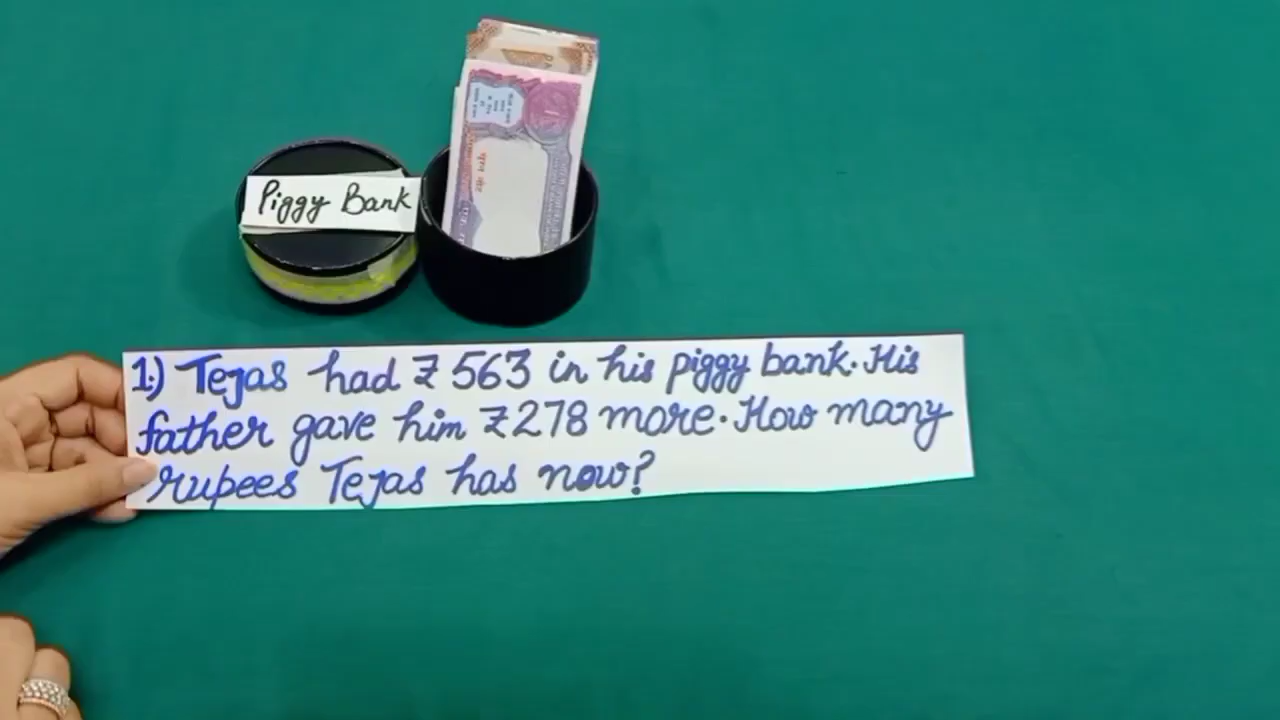 Piggy Bank
1.) Tejas had ₹ 563 in his piggy bank. His
father gave him ₹278 more. How many
rupees Tejas has now?